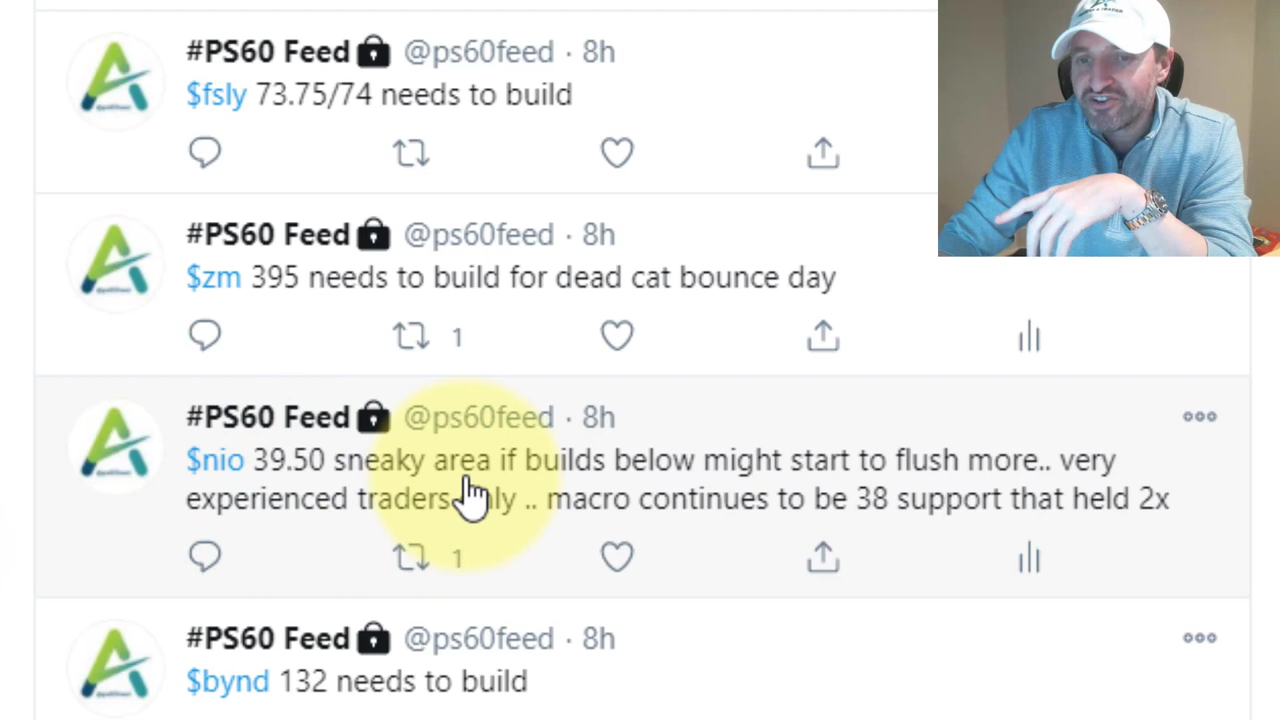 #PS60 Feed🔒 @ps60feed · 8h
$fsly 73.75/74 needs to build
#PS60 Feed🔒 @ps60feed · 8h
$zm 395 needs to build for dead cat bounce day
1
#PS60 Feed🔒 @ps60feed · 8h
$nio 39.50 sneaky area if builds below might start to flush more.. very
experienced traders only .. macro continues to be 38 support that held 2x
1
#PS60 Feed🔒 @ps60feed · 8h
$bynd 132 needs to build